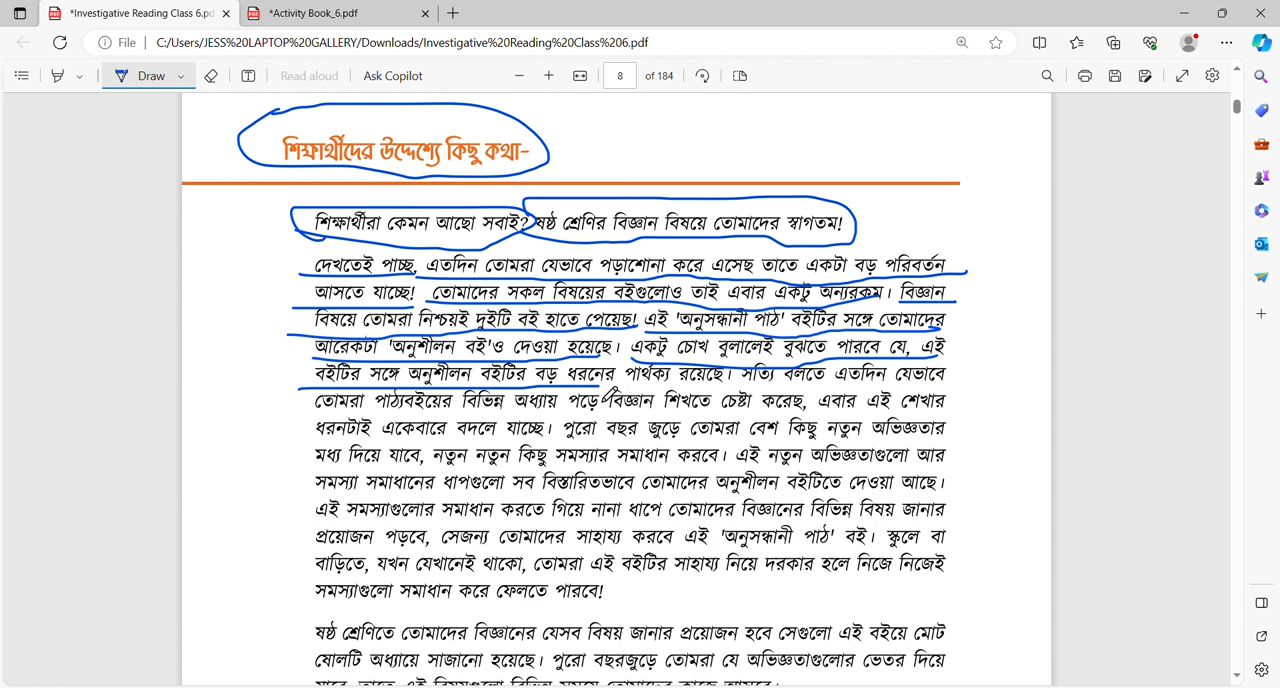 *Investigative Reading Class 6.pd
*Activity Book_6.pdf
File C:/Users/JESS%20LAPTOP%20GALLERY/Downloads/Investigative%20Reading%20Class%206.pdf
Draw Read aloud Ask Copilot 8 of 184
শিক্ষার্থীদের উদ্দেশ্যে কিছু কথা-
শিক্ষার্থীরা কেমন আছো সবাই? ষষ্ঠ শ্রেণির বিজ্ঞান বিষয়ে তোমাদের স্বাগতম!
দেখতেই পাচ্ছ, এতদিন তোমরা যেভাবে পড়াশোনা করে এসেছ তাতে একটা বড় পরিবর্তন
আসতে যাচ্ছে! তোমাদের সকল বিষয়ের বইগুলোও তাই এবার একটু অন্যরকম। বিজ্ঞান
বিষয়ে তোমরা নিশ্চয়ই দুইটি বই হাতে পেয়েছ! এই 'অনুসন্ধানী পাঠ' বইটির সঙ্গে তোমাদের
আরেকটা 'অনুশীলন বই'ও দেওয়া হয়েছে। একটু চোখ বুলালেই বুঝতে পারবে যে, এই
বইটির সঙ্গে অনুশীলন বইটির বড় ধরনের পার্থক্য রয়েছে। সত্যি বলতে এতদিন যেভাবে
তোমরা পাঠ্যবইয়ের বিভিন্ন অধ্যায় পড়ে বিজ্ঞান শিখতে চেষ্টা করেছ, এবার এই শেখার
ধরনটাই একেবারে বদলে যাচ্ছে। পুরো বছর জুড়ে তোমরা বেশ কিছু নতুন অভিজ্ঞতার
মধ্য দিয়ে যাবে, নতুন নতুন কিছু সমস্যার সমাধান করবে। এই নতুন অভিজ্ঞতাগুলো আর
সমস্যা সমাধানের ধাপগুলো সব বিস্তারিতভাবে তোমাদের অনুশীলন বইটিতে দেওয়া আছে।
এই সমস্যাগুলোর সমাধান করতে গিয়ে নানা ধাপে তোমাদের বিজ্ঞানের বিভিন্ন বিষয় জানার
প্রয়োজন পড়বে, সেজন্য তোমাদের সাহায্য করবে এই 'অনুসন্ধানী পাঠ' বই। স্কুলে বা
বাড়িতে, যখন যেখানেই থাকো, তোমরা এই বইটির সাহায্য নিয়ে দরকার হলে নিজে নিজেই
সমস্যাগুলো সমাধান করে ফেলতে পারবে!
ষষ্ঠ শ্রেণিতে তোমাদের বিজ্ঞানের যেসব বিষয় জানার প্রয়োজন হবে সেগুলো এই বইয়ে মোট
ষোলটি অধ্যায়ে সাজানো হয়েছে। পুরো বছরজুড়ে তোমরা যে অভিজ্ঞতাগুলোর ভেতর দিয়ে